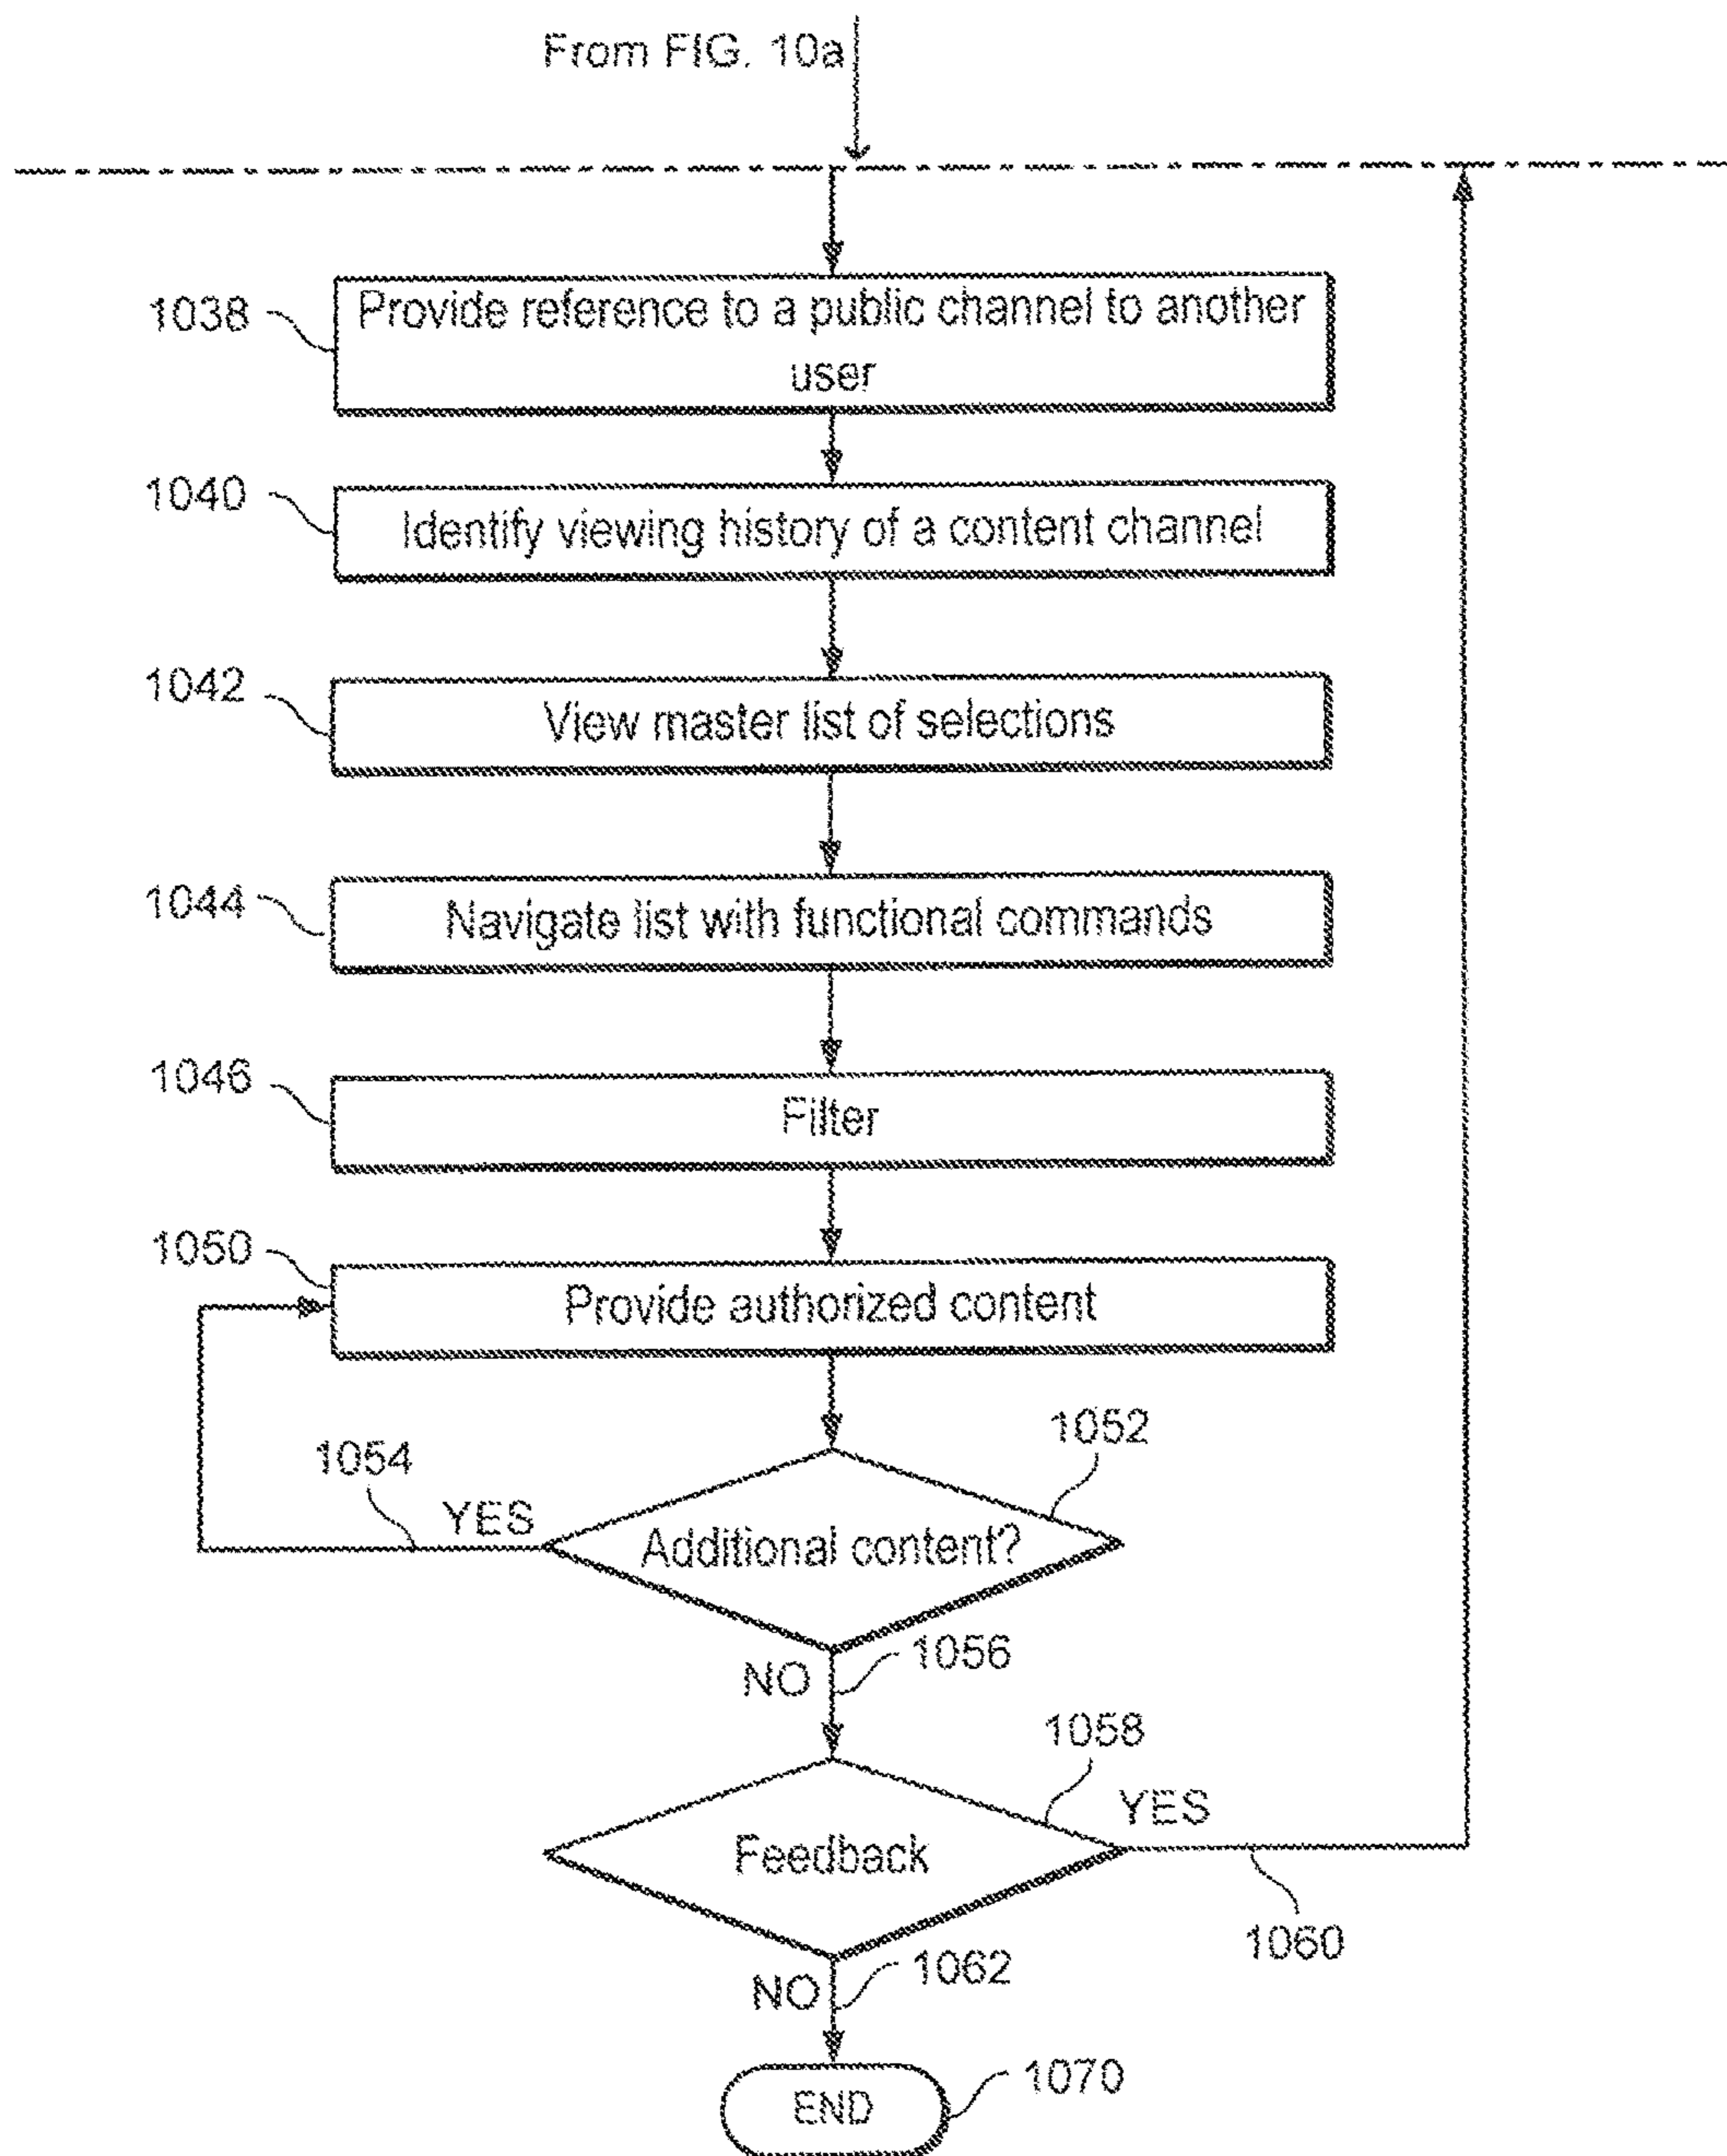 From FIG. 10a
1038
Provide reference to a public channel to another
user
1040
Identify viewing history of a content channel
1042
View master list of selections
1044
Navigate list with functional commands
1046
Filter
1050
Provide authorized content
1052
1054
YES
Additional content?
NO
1056
1058
YES
Feedback
1060
NO
1062
END
1070